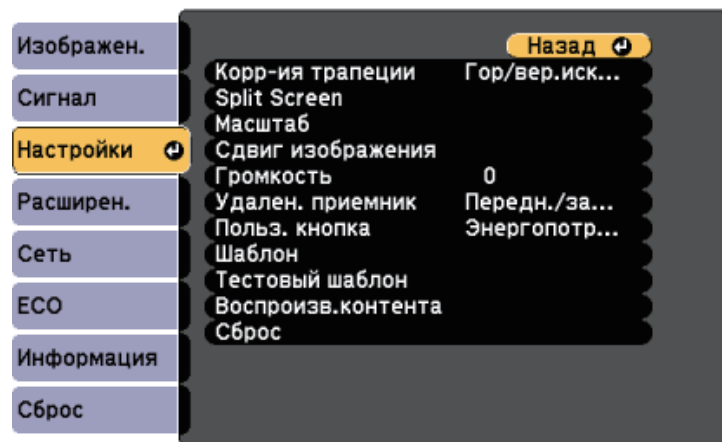 Изображен.
Сигнал
Настройки
Расширен.
Сеть
ECO
Информация
Сброс
Назад
Корр-ия трапеции Гор/вер.иск...
Split Screen
Масштаб
Сдвиг изображения
Громкость 0
Удален. приемник Передн./за...
Польз. кнопка Энергопотр...
Шаблон
Тестовый шаблон
Воспроизв.контента
Сброс